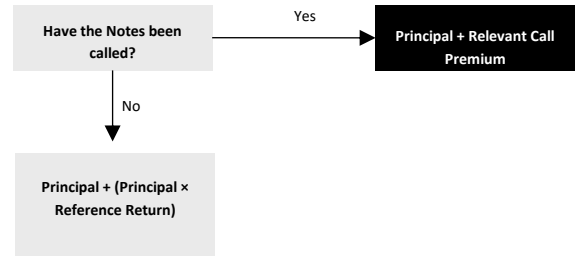 Have the Notes been
called?
Yes
Principal + Relevant Call
Premium
No
Principal + (Principal ×
Reference Return)